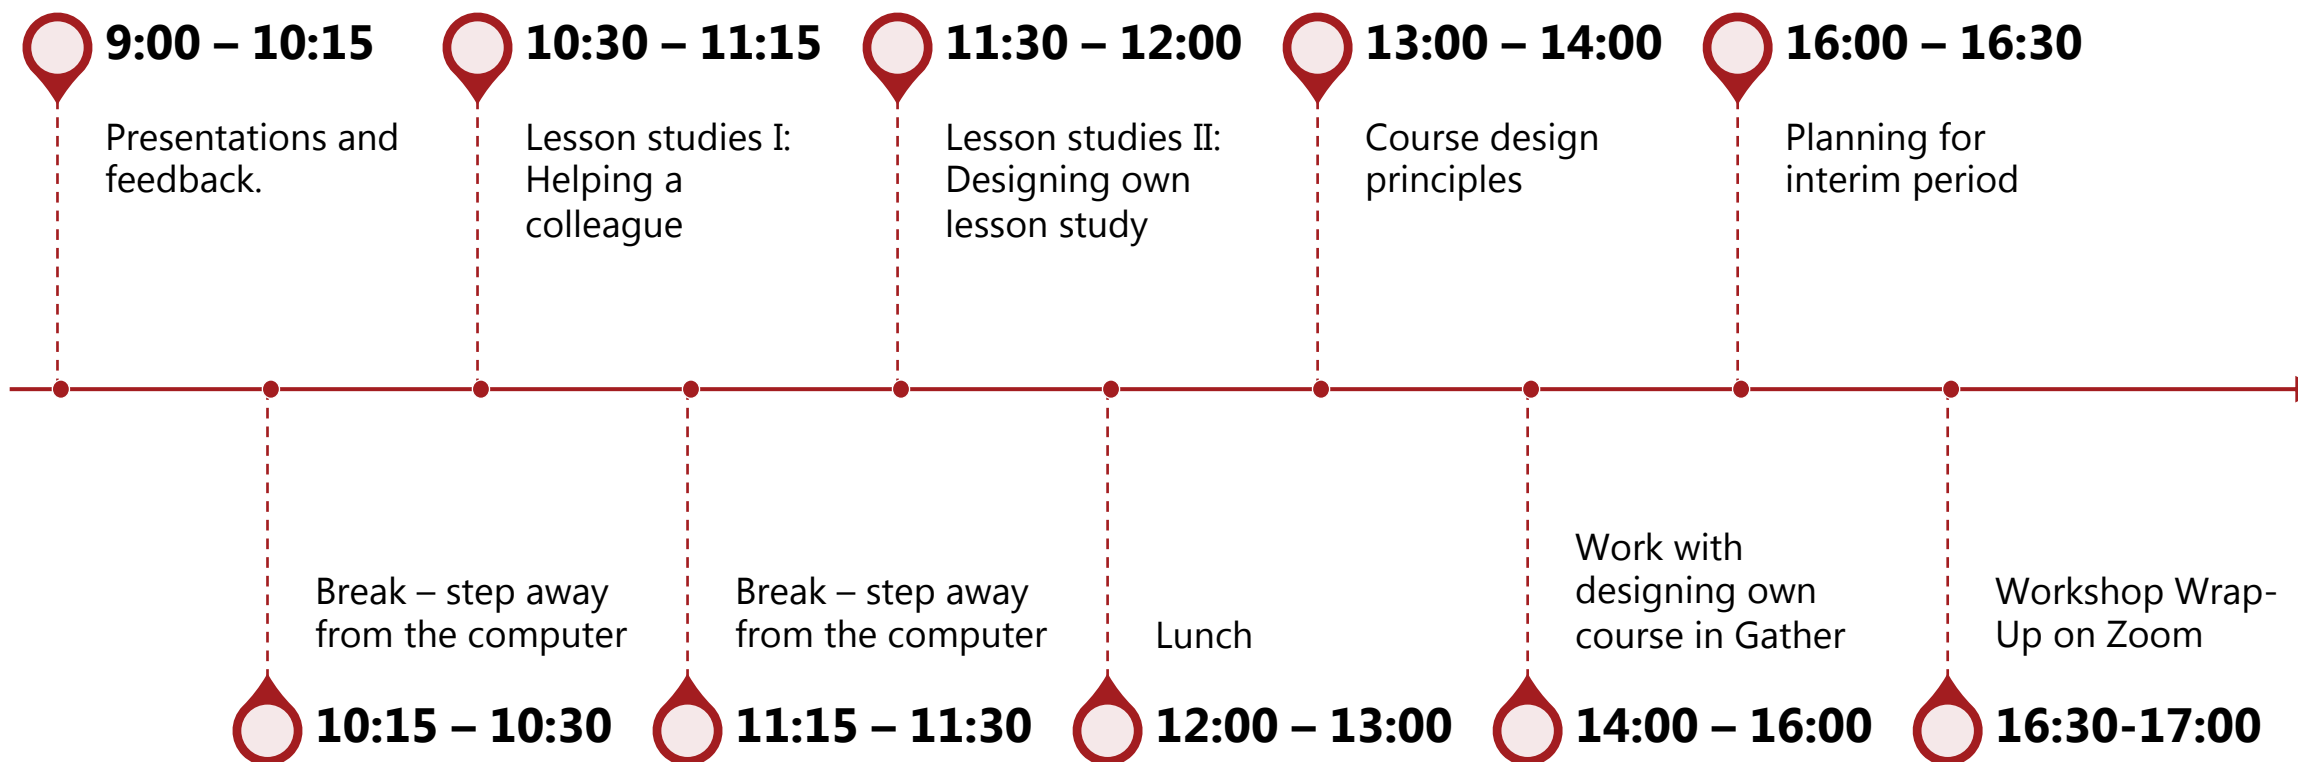 9:00 – 10:15
Presentations and
feedback.
10:30 – 11:15
Lesson studies I:
Helping a
colleague
11:30 – 12:00
Lesson studies II:
Designing own
lesson study
13:00 – 14:00
Course design
principles
16:00 – 16:30
Planning for
interim period
Break – step away
from the computer
10:15 – 10:30
Break – step away
from the computer
11:15 – 11:30
Lunch
12:00 – 13:00
Work with
designing own
course in Gather
14:00 – 16:00
Workshop Wrap-
Up on Zoom
16:30-17:00